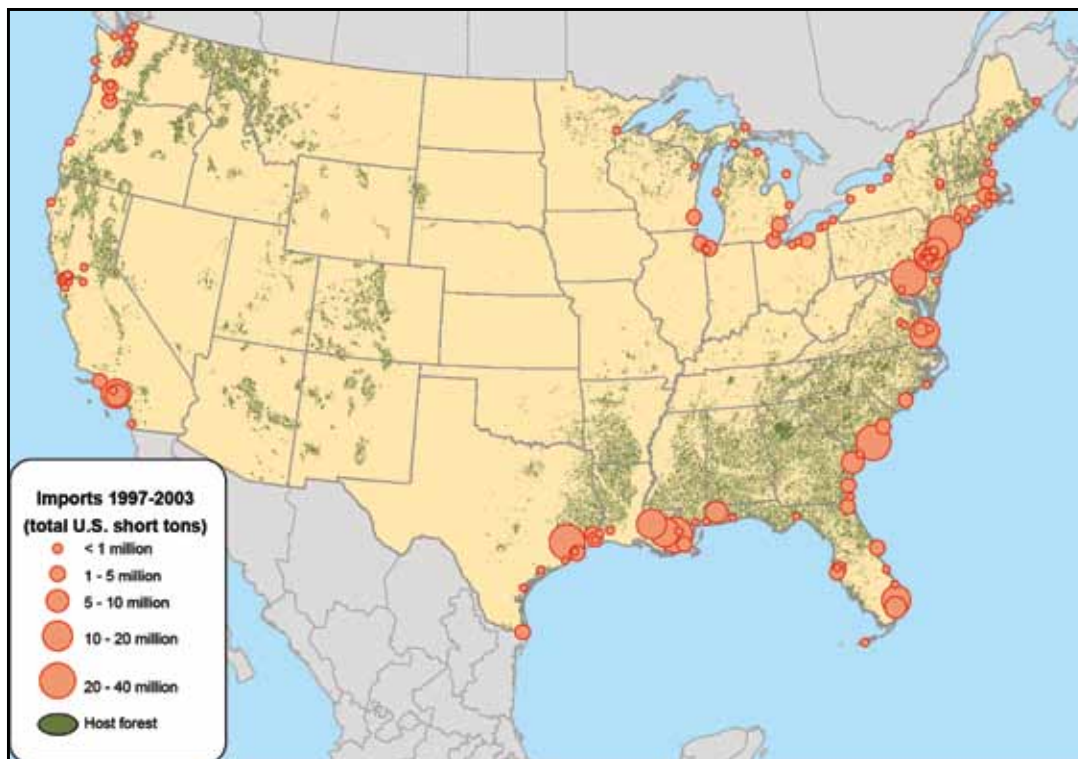 Imports 1997-2003
(total U.S. short tons)
< 1 million
1 - 5 million
5 - 10 million
10 - 20 million
20 - 40 million
Host forest